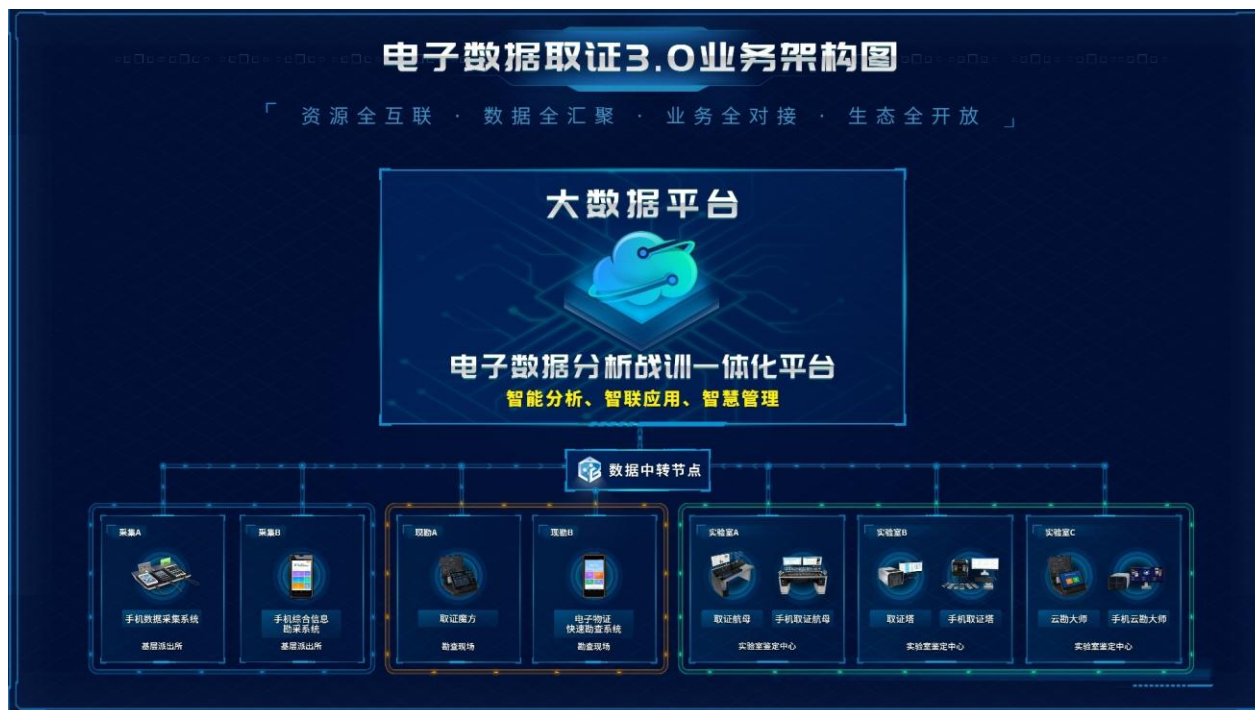 电子数据取证3.0业务架构图
「 资源全互联 · 数据全汇聚 · 业务全对接 · 生态全开放 」
大数据平台
电子数据分析战训一体化平台
智能分析、智联应用、智慧管理
数据中转节点
采集A
手机数据采集系统
基层派出所
采集B
手机综合信息
勘采系统
基层派出所
现勘A
取证魔方
勘查现场
现勘B
电子物证
快速勘查系统
勘查现场
实验室A
取证航母
手机取证航母
实验室鉴定中心
实验室B
取证塔
手机取证塔
实验室鉴定中心
实验室C
云勘大师
手机云勘大师
实验室鉴定中心